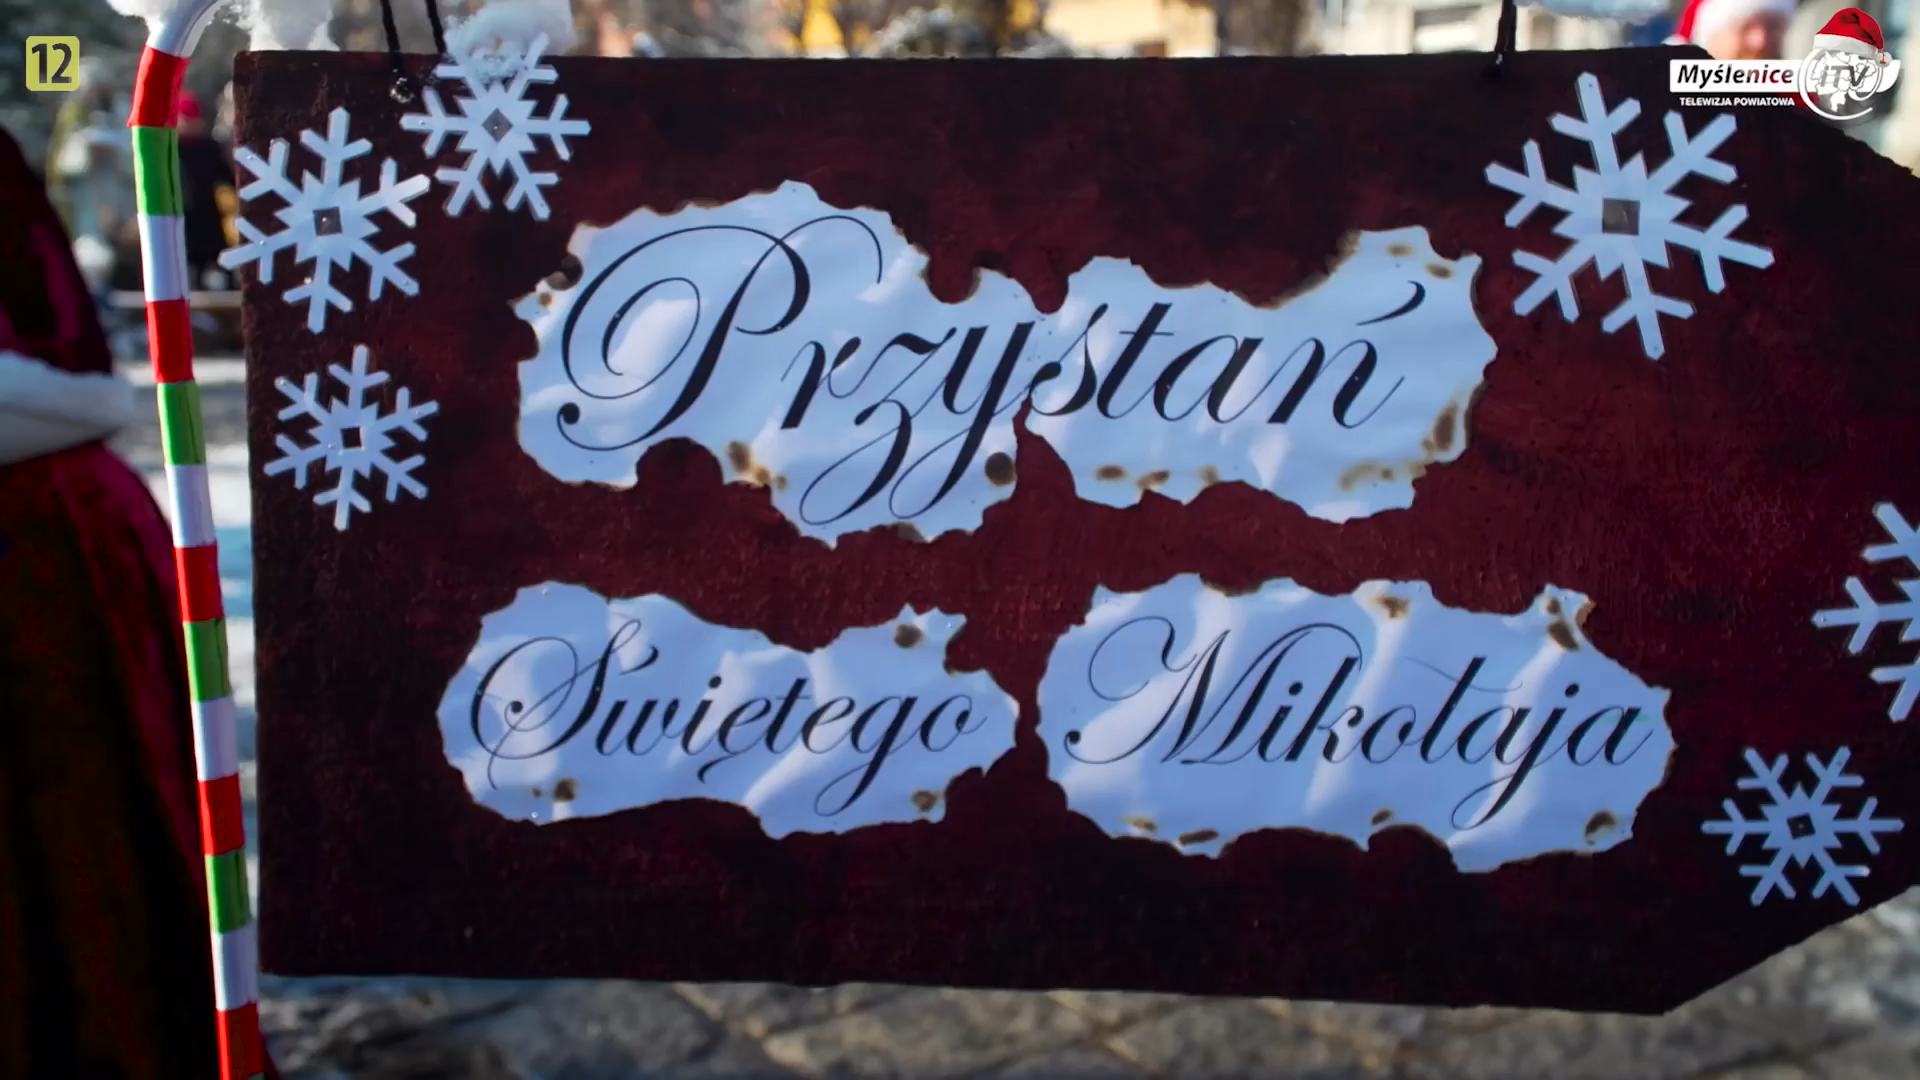 12
Myślenice iTV
TELEWIZJA POWIATOWA
Przystań
Świętego Mikołaja